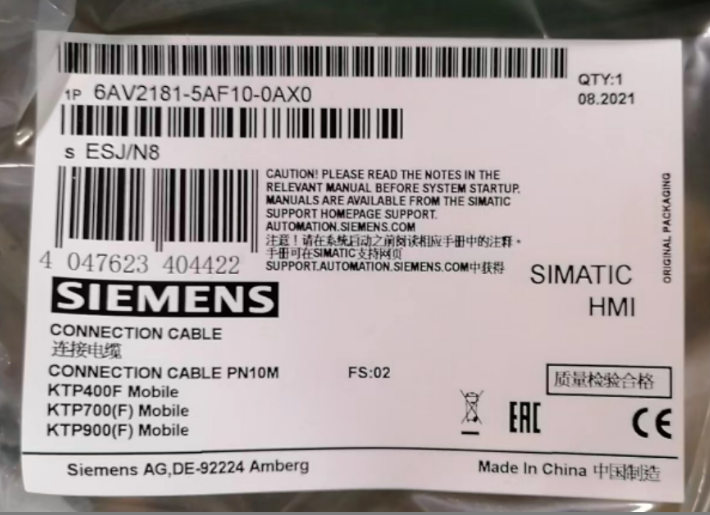 QTY:1
1P 6AV2181-5AF10-0AX0
08.2021
s ESJ/N8
CAUTION! PLEASE READ THE NOTES IN THE
RELEVANT MANUAL BEFORE SYSTEM STARTUP.
MANUALS ARE AVAILABLE FROM THE SIMATIC
SUPPORT HOMEPAGE SUPPORT.
AUTOMATION.SIEMENS.COM
注意！请在系统启动之前阅读相应手册中的注释。
手册可在SIMATIC支持网页
SUPPORT.AUTOMATION.SIEMENS.COM中获得
ORIGINAL PACKAGING
4 047623 404422
SIMATIC
HMI
SIEMENS
CONNECTION CABLE
连接电缆
CONNECTION CABLE PN10M FS:02
KTP400F Mobile
KTP700(F) Mobile
KTP900(F) Mobile
质量检验合格
EAC CE
Siemens AG,DE-92224 Amberg
Made In China 中国制造